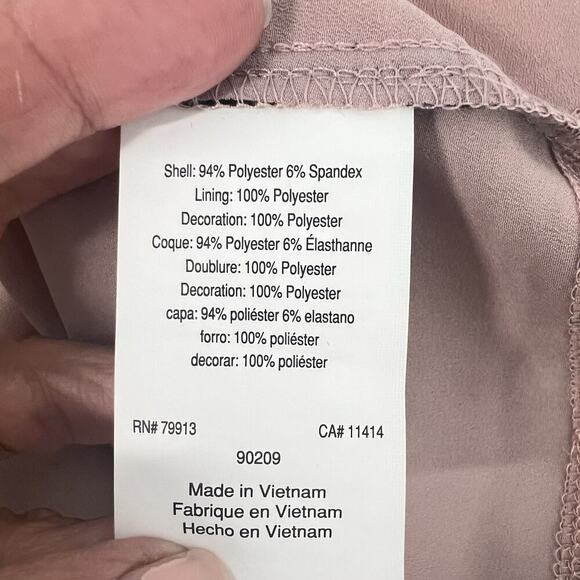 Shell: 94% Polyester 6% Spandex
Lining: 100% Polyester
Decoration: 100% Polyester
Coque: 94% Polyester 6% Élasthanne
Doublure: 100% Polyester
Decoration: 100% Polyester
capa: 94% poliéster 6% elastano
forro: 100% poliéster
decorar: 100% poliéster
RN# 79913 CA# 11414
90209
Made in Vietnam
Fabrique en Vietnam
Hecho en Vietnam